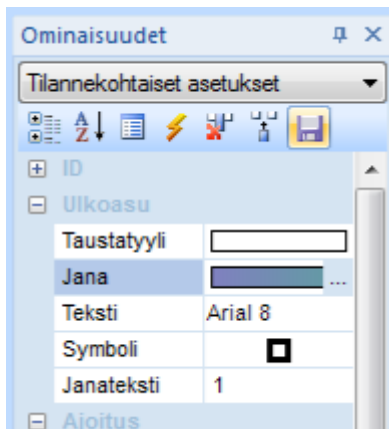 Ominaisuudet
Tilannekohtaiset asetukset
ID
Ulkoasu
Taustatyyli
Jana
...
Teksti Arial 8
Symboli
Janateksti 1
Ajoitus